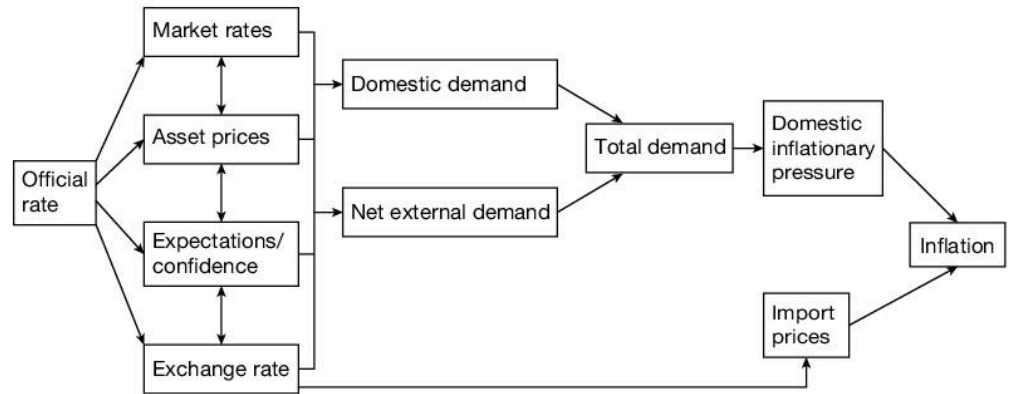 Market rates
Asset prices
Official
rate
Expectations/
confidence
Exchange rate
Domestic demand
Net external demand
Total demand
Domestic
inflationary
pressure
Import
prices
Inflation